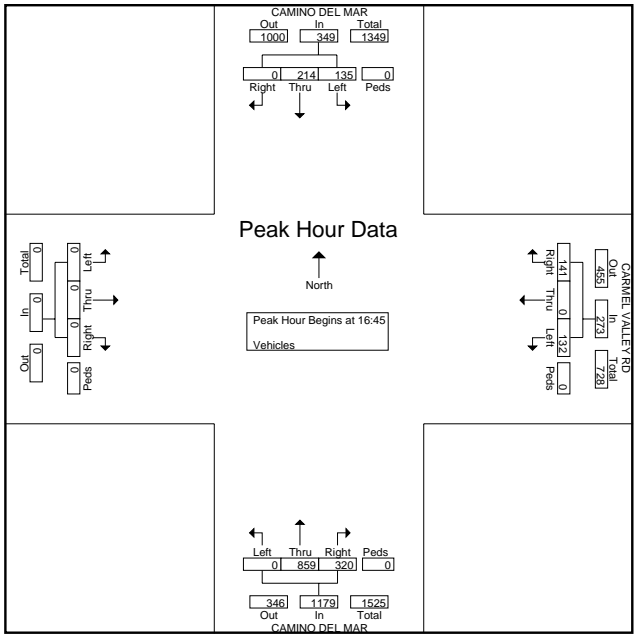 CAMINO DEL MAR
Out In Total
1000 349 1349
0 214 135 0
Right Thru Left Peds
Peak Hour Data
North
Peak Hour Begins at 16:45
Vehicles
Total In Out
0 0 0
0 0 0 0
Left Thru Right Peds
CARMEL VALLEY RD
Out In Total
455 273 728
141 0 132 0
Right Thru Left Peds
Left Thru Right Peds
0 859 320 0
346 1179 1525
Out In Total
CAMINO DEL MAR